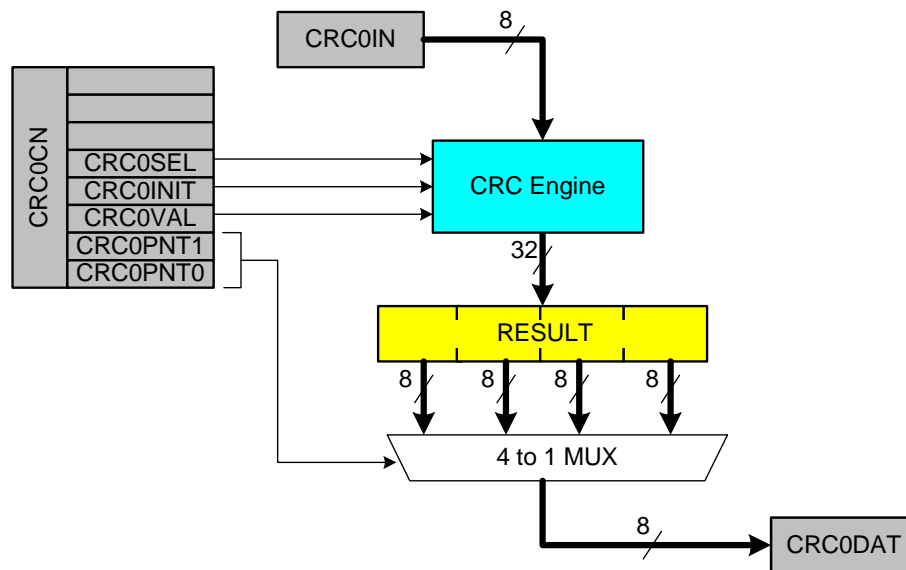 CRC0IN
8
CRC0CN
CRC0SEL
CRC0INIT
CRC0VAL
CRC0PNT1
CRC0PNT0
CRC Engine
32
RESULT
8
8
8
8
4 to 1 MUX
8
CRC0DAT